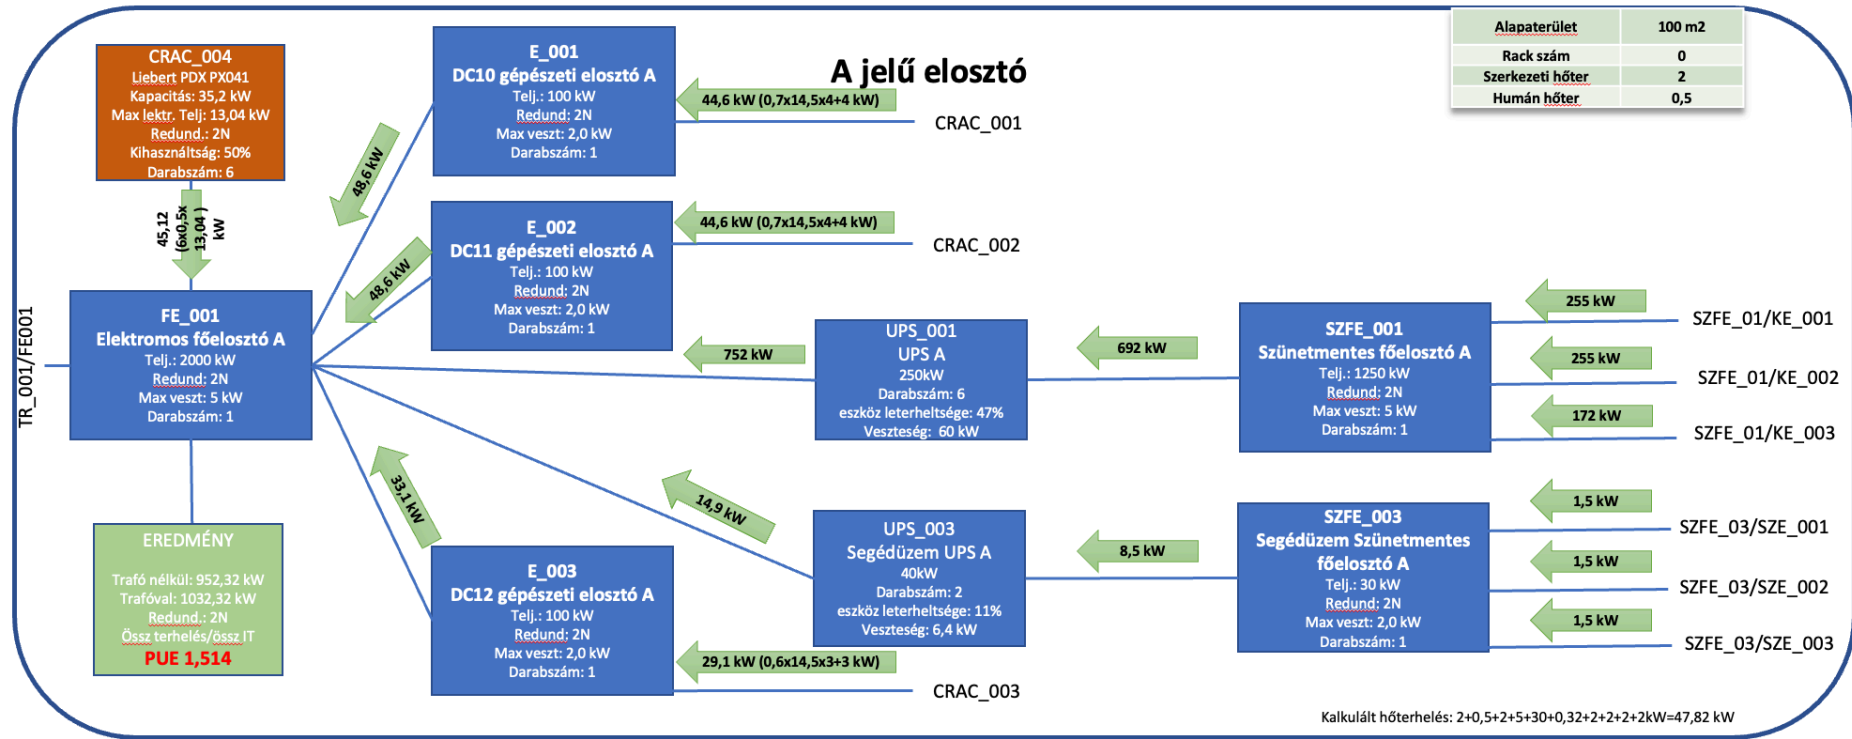 A jelű elosztó
Alapaterület 100 m2
Rack szám 0
Szerkezeti hőter 2
Humán hőter 0,5
CRAC_004
Liebert PDX PX041
Kapacitás: 35,2 kW
Max lektr. Telj: 13,04 kW
Redund.: 2N
Kihasználtság: 50%
Darabszám: 6
45,12
(6x0,5x
13,04 )
kW
TR_001/FE001
FE_001
Elektromos főelosztó A
Telj.: 2000 kW
Redund: 2N
Max veszt: 5 kW
Darabszám: 1
EREDMÉNY
Trafó nélkül: 952,32 kW
Trafóval: 1032,32 kW
Redund.: 2N
Össz terhelés/össz IT
PUE 1,514
E_001
DC10 gépészeti elosztó A
Telj.: 100 kW
Redund: 2N
Max veszt: 2,0 kW
Darabszám: 1
48,6 kW
44,6 kW (0,7x14,5x4+4 kW)
CRAC_001
E_002
DC11 gépészeti elosztó A
Telj.: 100 kW
Redund: 2N
Max veszt: 2,0 kW
Darabszám: 1
48,6 kW
44,6 kW (0,7x14,5x4+4 kW)
CRAC_002
752 kW
UPS_001
UPS A
250kW
Darabszám: 6
eszköz leterheltsége: 47%
Veszteség: 60 kW
692 kW
SZFE_001
Szünetmentes főelosztó A
Telj.: 1250 kW
Redund: 2N
Max veszt: 5 kW
Darabszám: 1
255 kW
SZFE_01/KE_001
255 kW
SZFE_01/KE_002
172 kW
SZFE_01/KE_003
33,1 kW
E_003
DC12 gépészeti elosztó A
Telj.: 100 kW
Redund: 2N
Max veszt: 2,0 kW
Darabszám: 1
29,1 kW (0,6x14,5x3+3 kW)
CRAC_003
14,9 kW
UPS_003
Segédüzem UPS A
40kW
Darabszám: 2
eszköz leterheltsége: 11%
Veszteség: 6,4 kW
8,5 kW
SZFE_003
Segédüzem Szünetmentes
főelosztó A
Telj.: 30 kW
Redund: 2N
Max veszt: 2,0 kW
Darabszám: 1
1,5 kW
SZFE_03/SZE_001
1,5 kW
SZFE_03/SZE_002
1,5 kW
SZFE_03/SZE_003
Kalkulált hőterhelés: 2+0,5+2+5+30+0,32+2+2+2+2kW=47,82 kW